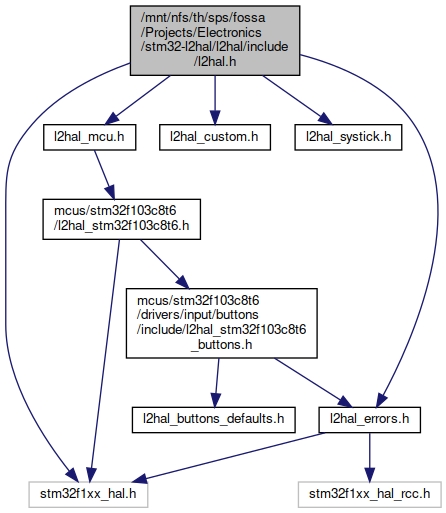 /mnt/nfs/th/sps/fossa
/Projects/Electronics
/stm32-l2hal/l2hal/include
/l2hal.h
l2hal_mcu.h
l2hal_custom.h
l2hal_systick.h
mcus/stm32f103c8t6
/l2hal_stm32f103c8t6.h
mcus/stm32f103c8t6
/drivers/input/buttons
/include/l2hal_stm32f103c8t6
_buttons.h
l2hal_buttons_defaults.h
l2hal_errors.h
stm32f1xx_hal.h
stm32f1xx_hal_rcc.h